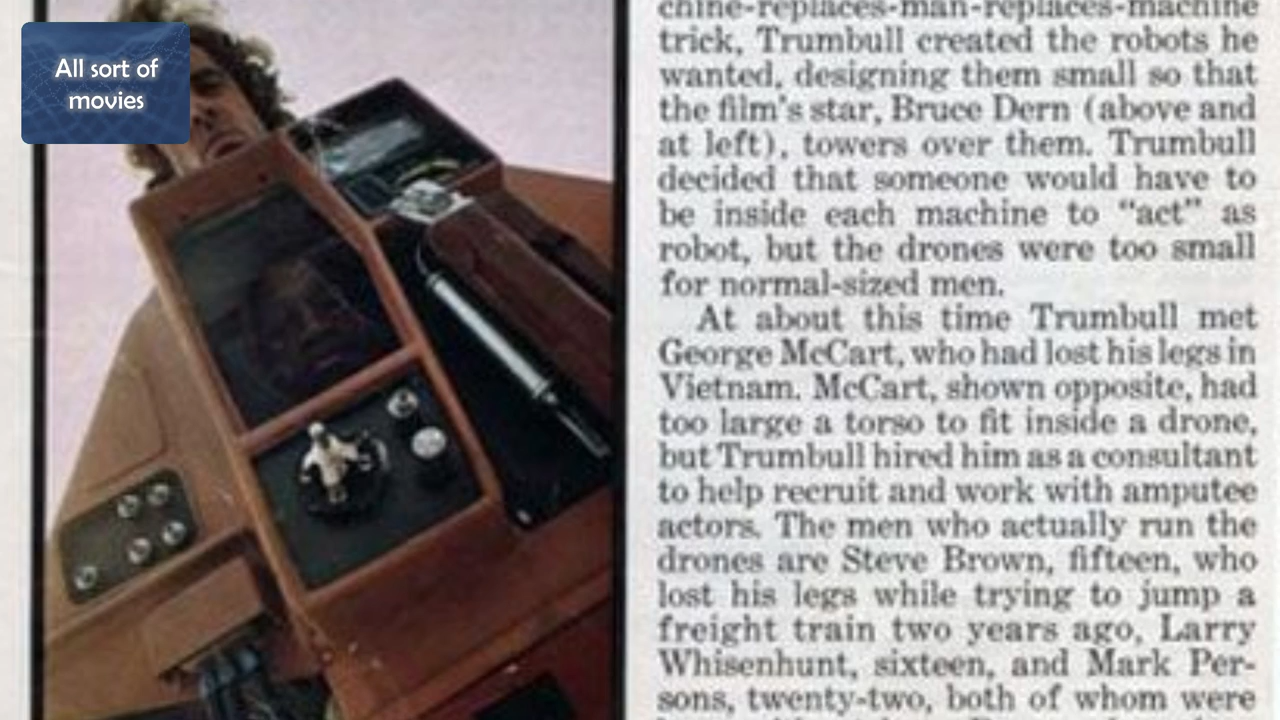 All sort of
movies
chine-replaces-man-replaces-machine
trick, Trumbull created the robots he
wanted, designing them small so that
the film's star, Bruce Dern (above and
at left), towers over them. Trumbull
decided that someone would have to
be inside each machine to “act” as
robot, but the drones were too small
for normal-sized men.
At about this time Trumbull met
George McCart, who had lost his legs in
Vietnam. McCart, shown opposite, had
too large a torso to fit inside a drone,
but Trumbull hired him as a consultant
to help recruit and work with amputee
actors. The men who actually run the
drones are Steve Brown, fifteen, who
lost his legs while trying to jump a
freight train two years ago, Larry
Whisenhunt, sixteen, and Mark Per-
sons, twenty-two, both of whom were